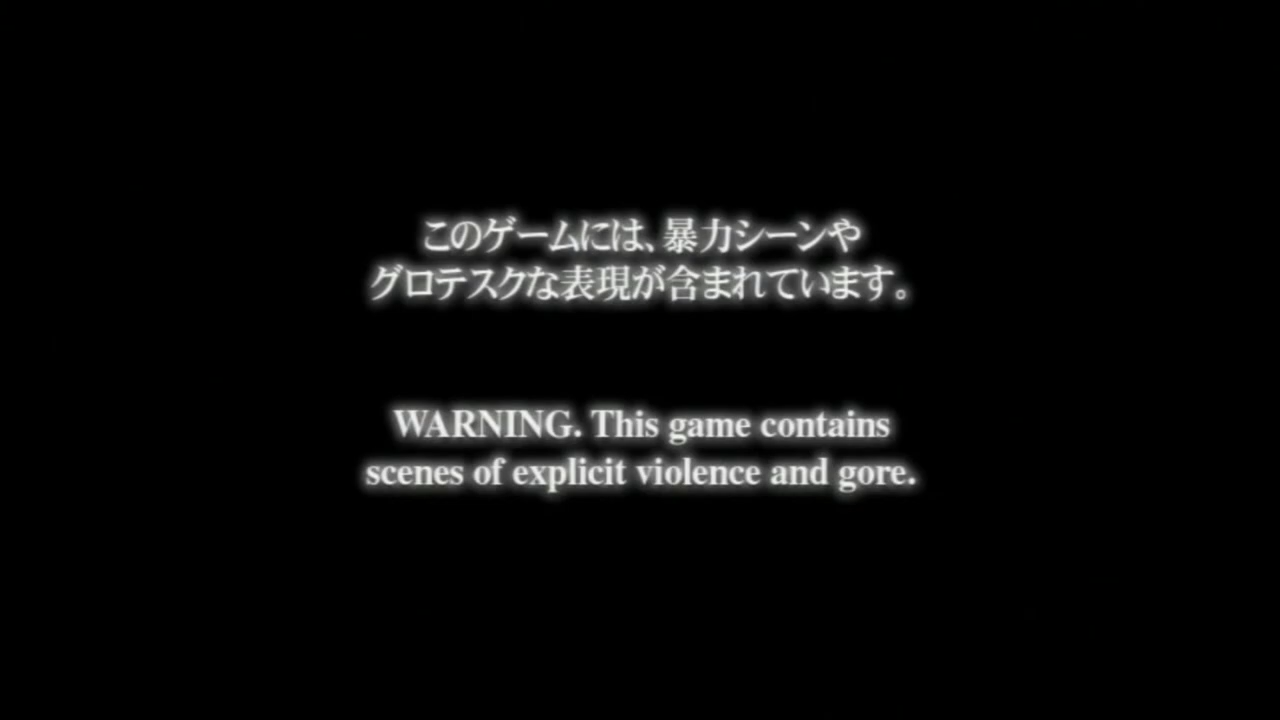 このゲームには、暴力シーンや
グロテスクな表現が含まれています。
WARNING. This game contains
scenes of explicit violence and gore.